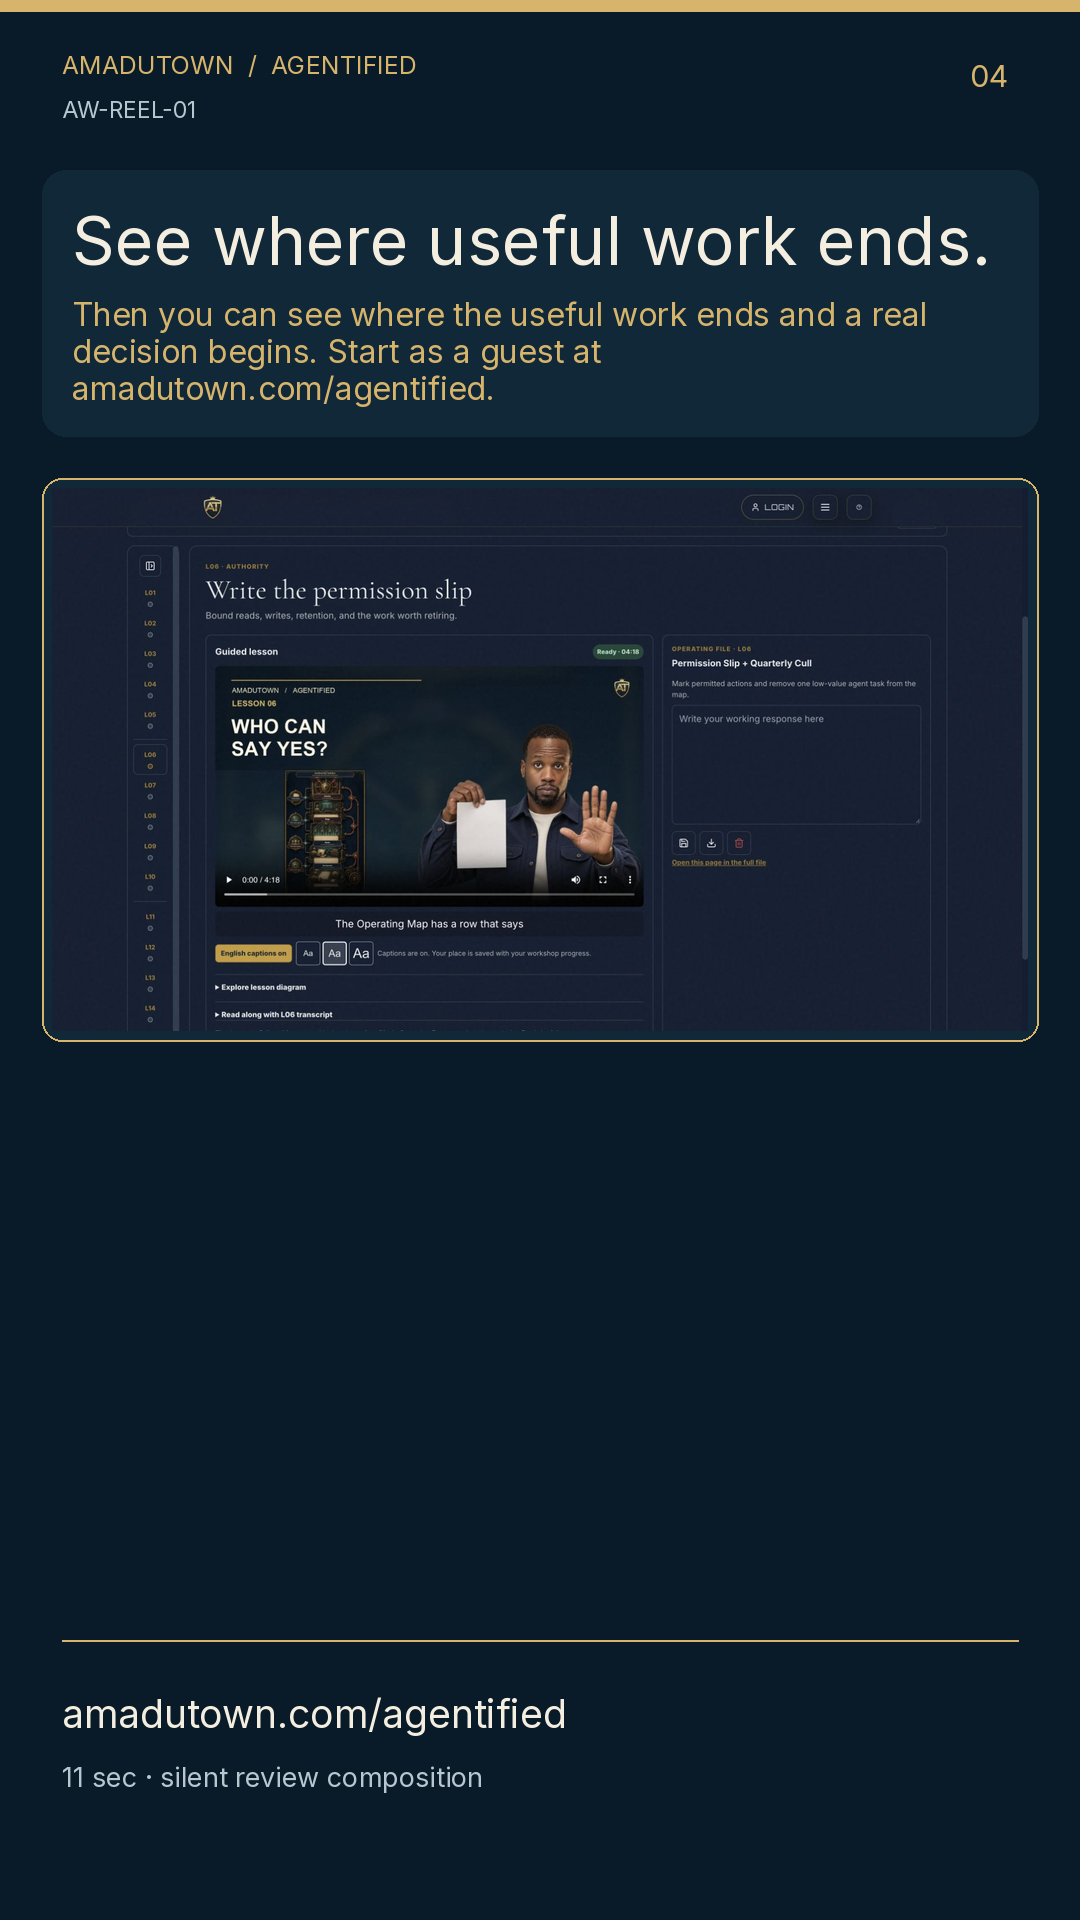 AMADUTOWN / AGENTIFIED
AW-REEL-01
04
See where useful work ends.
Then you can see where the useful work ends and a real
decision begins. Start as a guest at
amadutown.com/agentified.
AT
LOGIN
L01
L02
L03
L04
L05
L06
L07
L08
L09
L10
L11
L12
L13
L14
L06 · AUTHORITY
Write the permission slip
Bound reads, writes, retention, and the work worth retiring.
Guided lesson
Ready · 04:18
AMADUTOWN / AGENTIFIED
LESSON 06
WHO CAN
SAY YES?
AT
0:00 / 4:18
The Operating Map has a row that says
English captions on
Aa
Aa
Aa
Captions are on. Your place is saved with your workshop progress.
Explore lesson diagram
Read along with L06 transcript
OPERATING FILE · L06
Permission Slip + Quarterly Cull
Mark permitted actions and remove one low-value agent task from the
map.
Write your working response here
Open this page in the full file
amadutown.com/agentified
11 sec · silent review composition